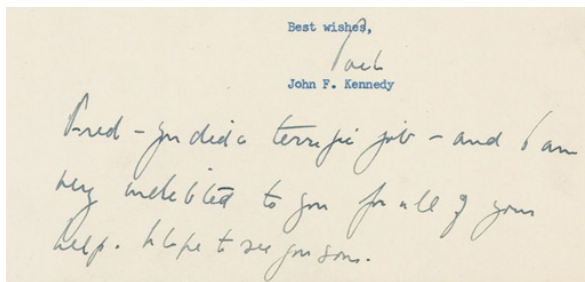 Best wishes,
Jack
John F. Kennedy
Fred - you did a terrific job - and I am
very indebted to you for all of your
help. Hope to see you soon.